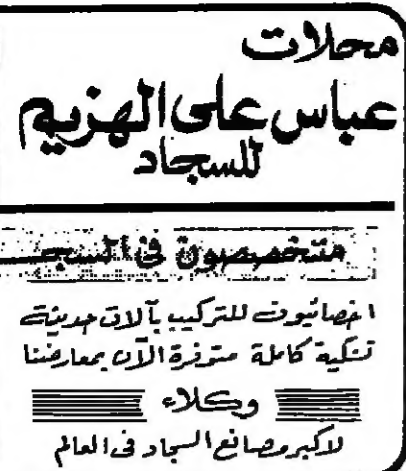 محلات
عباس على الهزيم
للسجاد
متخصصون فى السجـ
اخصائيون للتركيب بآلات حديثة
تشكيلة كاملة متوفرة الآن بمعارضنا
وكلاء
لاكبر مصانع السجاد فى العالم